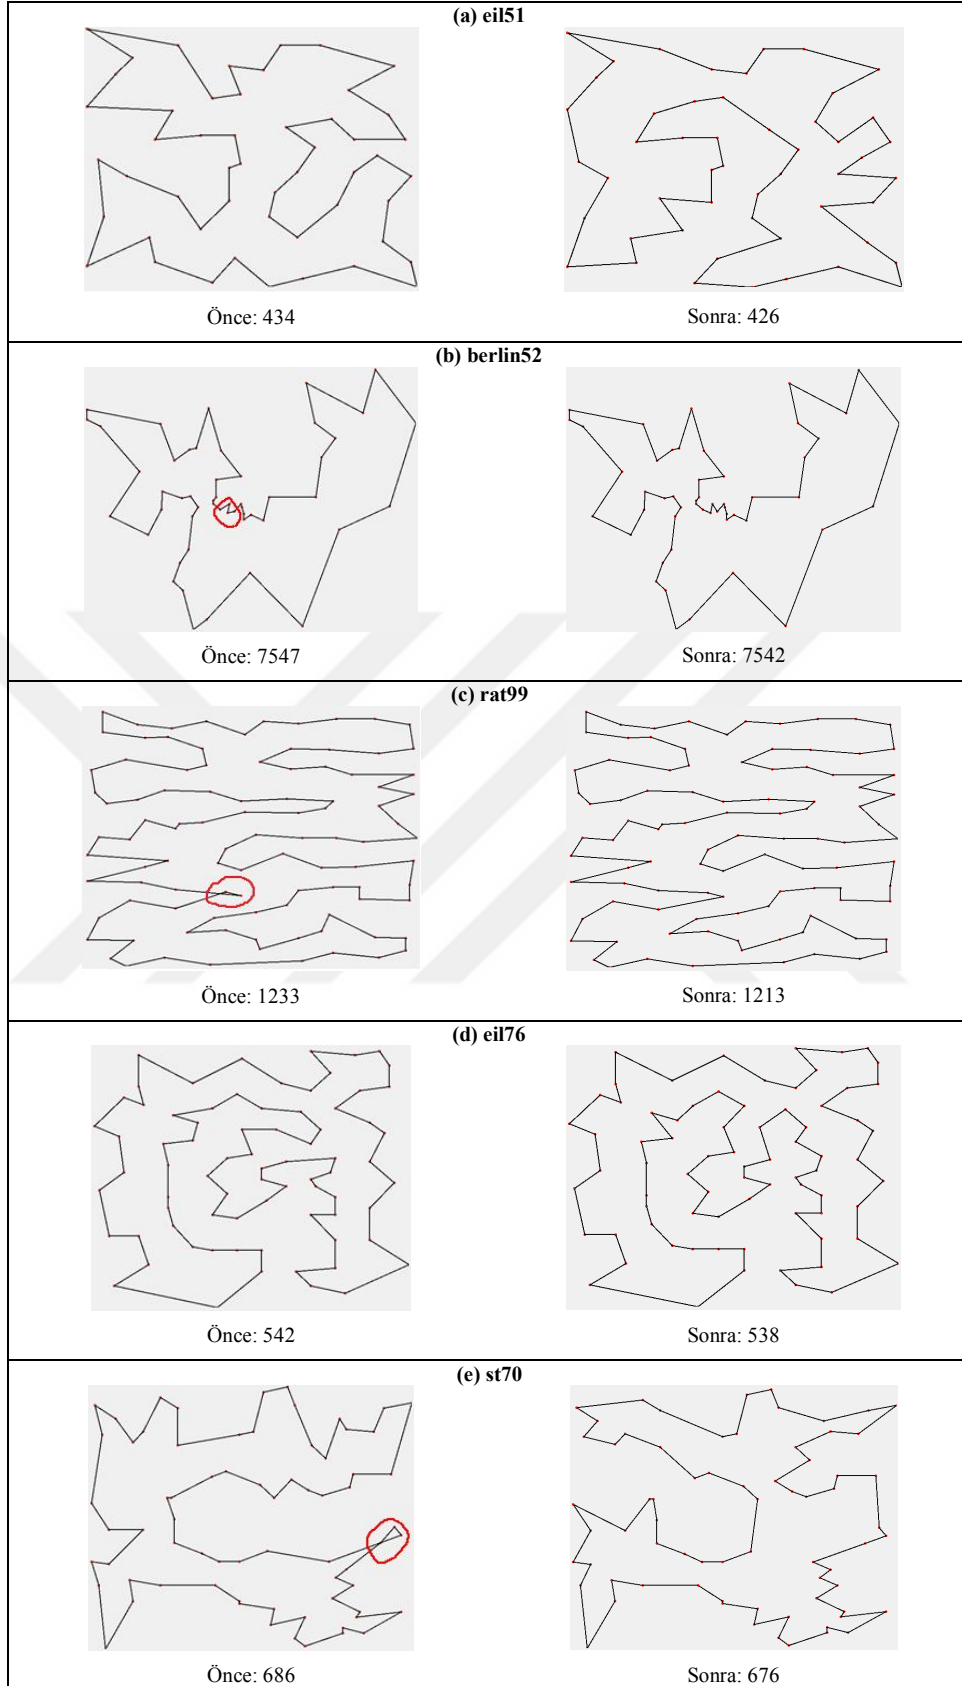 (a) eil51
Önce: 434 Sonra: 426
(b) berlin52
Önce: 7547 Sonra: 7542
(c) rat99
Önce: 1233 Sonra: 1213
(d) eil76
Önce: 542 Sonra: 538
(e) st70
Önce: 686 Sonra: 676